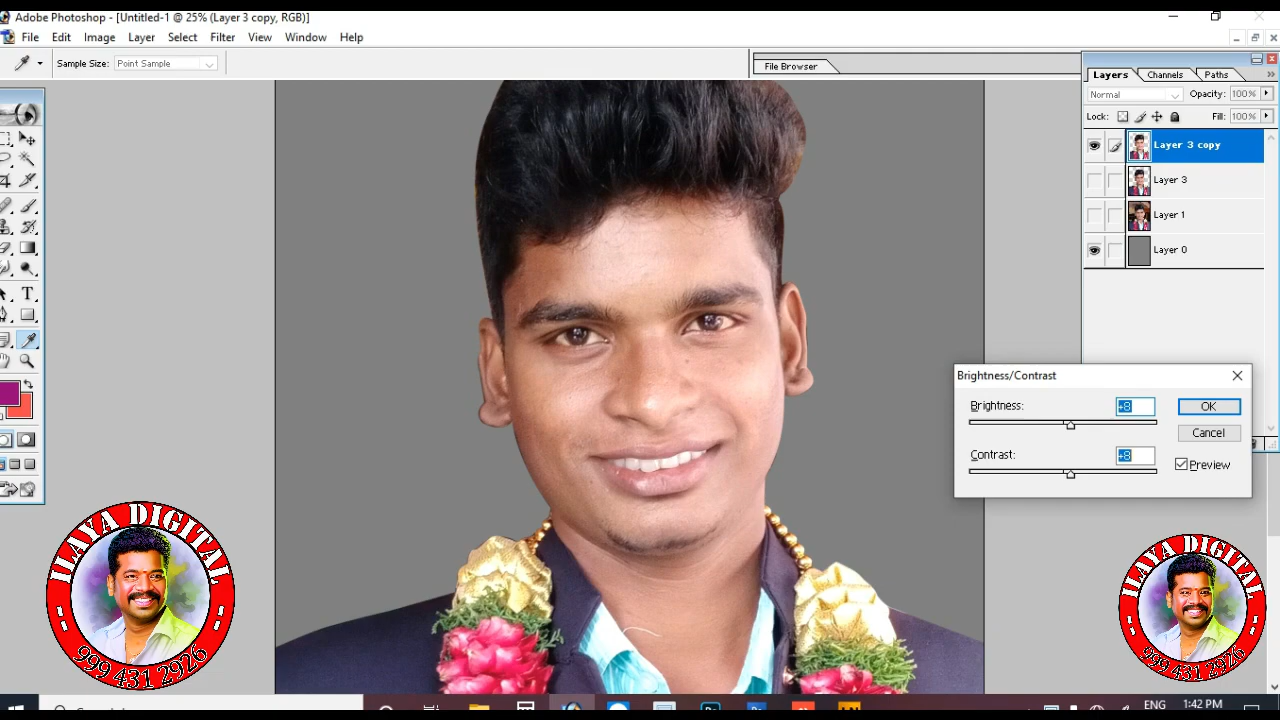 Adobe Photoshop - [Untitled-1 @ 25% (Layer 3 copy, RGB)]
File Edit Image Layer Select Filter View Window Help
Sample Size: Point Sample
File Browser
Layers Channels Paths
Normal Opacity: 100%
Lock: Fill: 100%
Layer 3 copy
Layer 3
Layer 1
Layer 0
Brightness/Contrast
Brightness: +8 OK
Cancel
Contrast: +8
Preview
ILAYA DIGITAL
999 431 2926
ILAYA DIGITAL
999 431 2926
ENG 1:42 PM